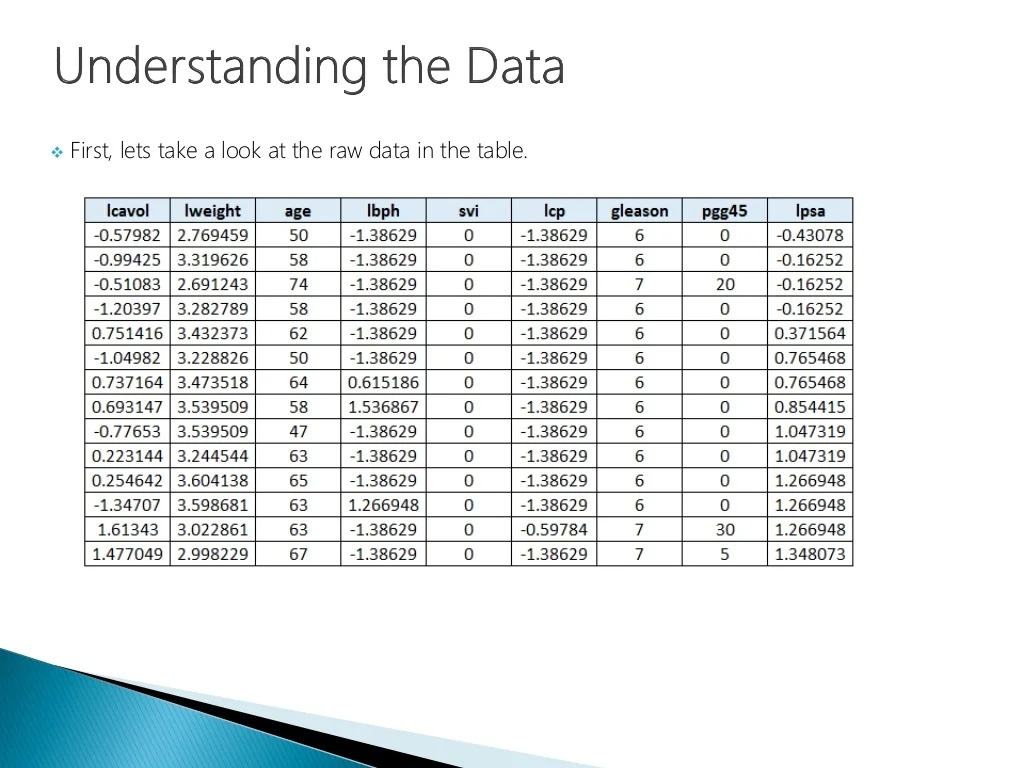 Understanding the Data
First, lets take a look at the raw data in the table.
lcavol lweight age lbph svi lcp gleason pgg45 lpsa
-0.57982 2.769459 50 -1.38629 0 -1.38629 6 0 -0.43078
-0.99425 3.319626 58 -1.38629 0 -1.38629 6 0 -0.16252
-0.51083 2.691243 74 -1.38629 0 -1.38629 7 20 -0.16252
-1.20397 3.282789 58 -1.38629 0 -1.38629 6 0 -0.16252
0.751416 3.432373 62 -1.38629 0 -1.38629 6 0 0.371564
-1.04982 3.228826 50 -1.38629 0 -1.38629 6 0 0.765468
0.737164 3.473518 64 0.615186 0 -1.38629 6 0 0.765468
0.693147 3.539509 58 1.536867 0 -1.38629 6 0 0.854415
-0.77653 3.539509 47 -1.38629 0 -1.38629 6 0 1.047319
0.223144 3.244544 63 -1.38629 0 -1.38629 6 0 1.047319
0.254642 3.604138 65 -1.38629 0 -1.38629 6 0 1.266948
-1.34707 3.598681 63 1.266948 0 -1.38629 6 0 1.266948
1.61343 3.022861 63 -1.38629 0 -0.59784 7 30 1.266948
1.477049 2.998229 67 -1.38629 0 -1.38629 7 5 1.348073